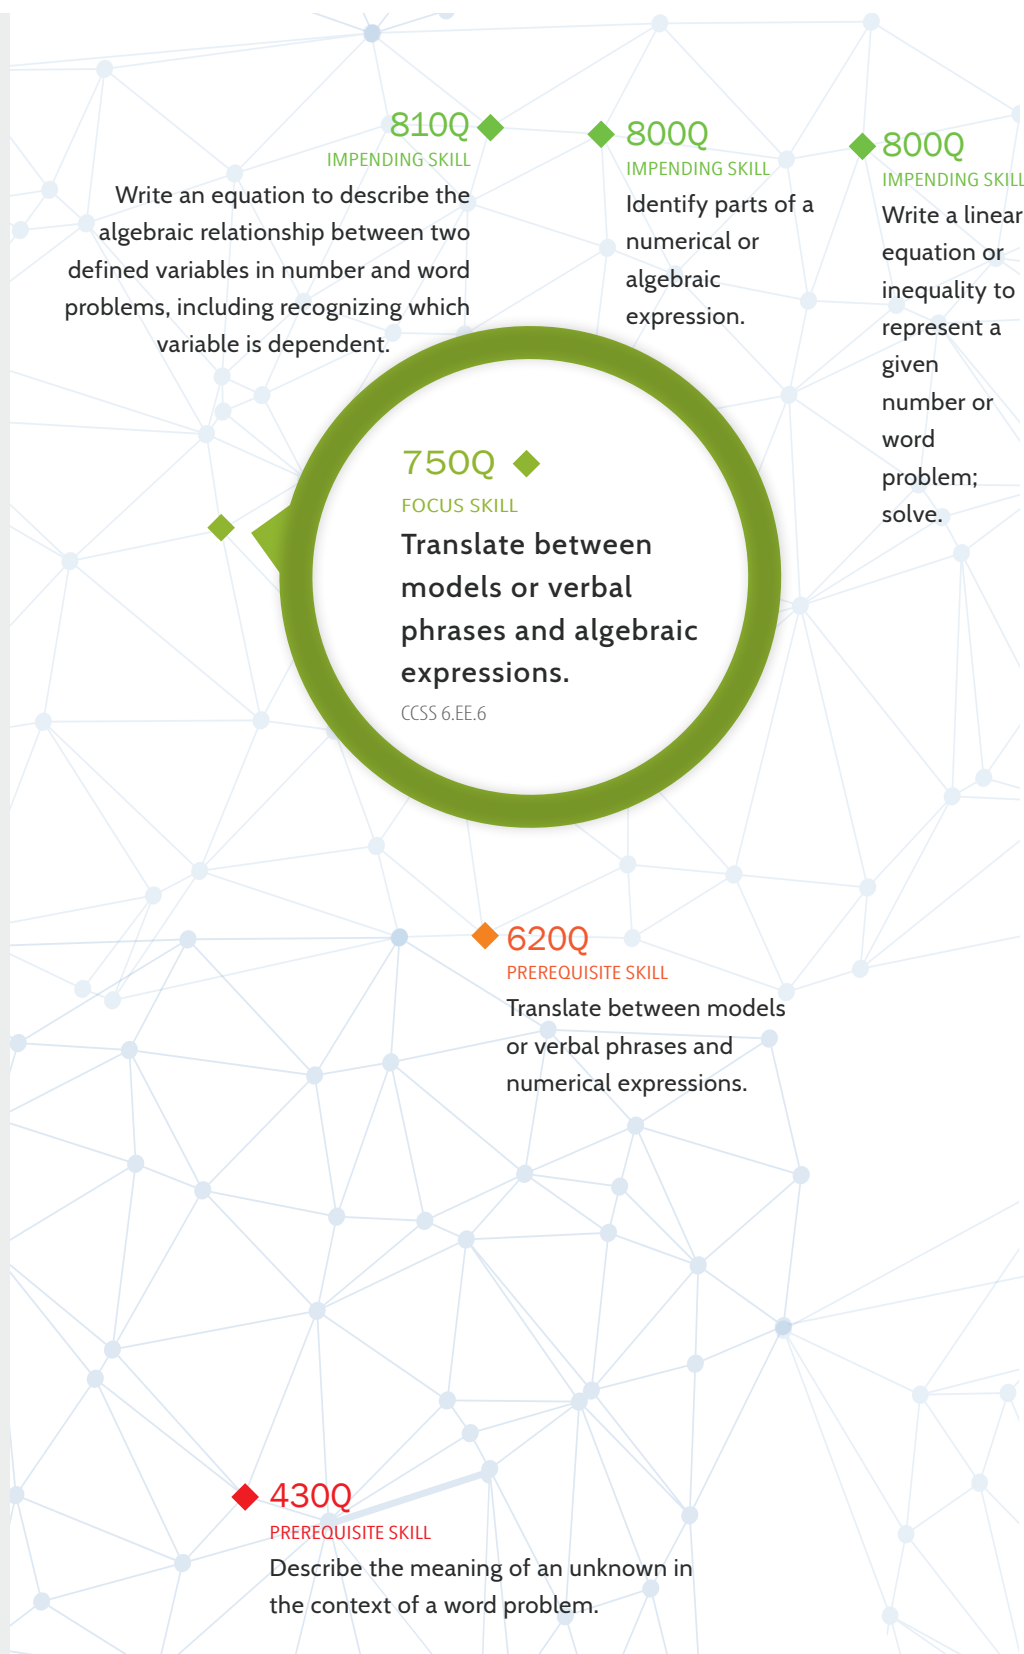 810Q
IMPENDING SKILL
Write an equation to describe the
algebraic relationship between two
defined variables in number and word
problems, including recognizing which
variable is dependent.
800Q
IMPENDING SKILL
Identify parts of a
numerical or
algebraic
expression.
800Q
IMPENDING SKILL
Write a linear
equation or
inequality to
represent a
given
number or
word
problem;
solve.
750Q
FOCUS SKILL
Translate between
models or verbal
phrases and algebraic
expressions.
CCSS 6.EE.6
620Q
PREREQUISITE SKILL
Translate between models
or verbal phrases and
numerical expressions.
430Q
PREREQUISITE SKILL
Describe the meaning of an unknown in
the context of a word problem.